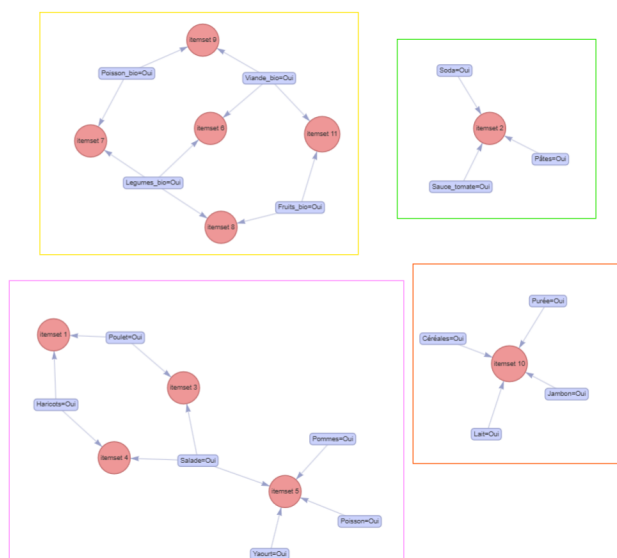 itemset 9
Poisson_bio=Oui
Viande_bio=Oui
itemset 7
itemset 6
itemset 11
Legumes_bio=Oui
Fruits_bio=Oui
itemset 8
Soda=Oui
itemset 2
Pâtes=Oui
Sauce_tomate=Oui
itemset 1
Poulet=Oui
itemset 3
Haricots=Oui
itemset 4
Salade=Oui
Pommes=Oui
itemset 5
Poisson=Oui
Yaourt=Oui
Purée=Oui
Céréales=Oui
itemset 10
Jambon=Oui
Lait=Oui